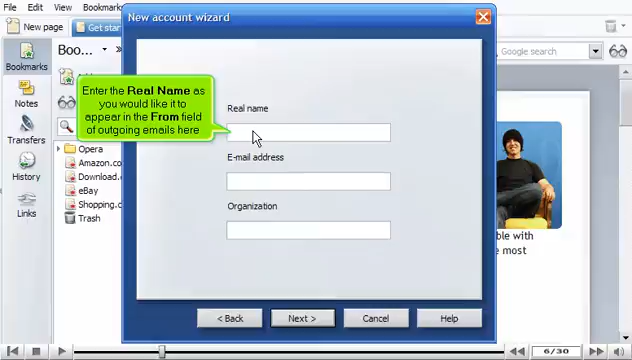 File Edit View Bookmarks
New page
Get star
Google search
New account wizard
Boo...
Bookmarks
Notes
Transfers
History
Links
Opera
Amazon.co
Download.
eBay
Shopping.c
Trash
Enter the Real Name as
you would like it to
appear in the From field
of outgoing emails here
Real name
E-mail address
Organization
< Back
Next >
Cancel
Help
ble with
e most
6/30